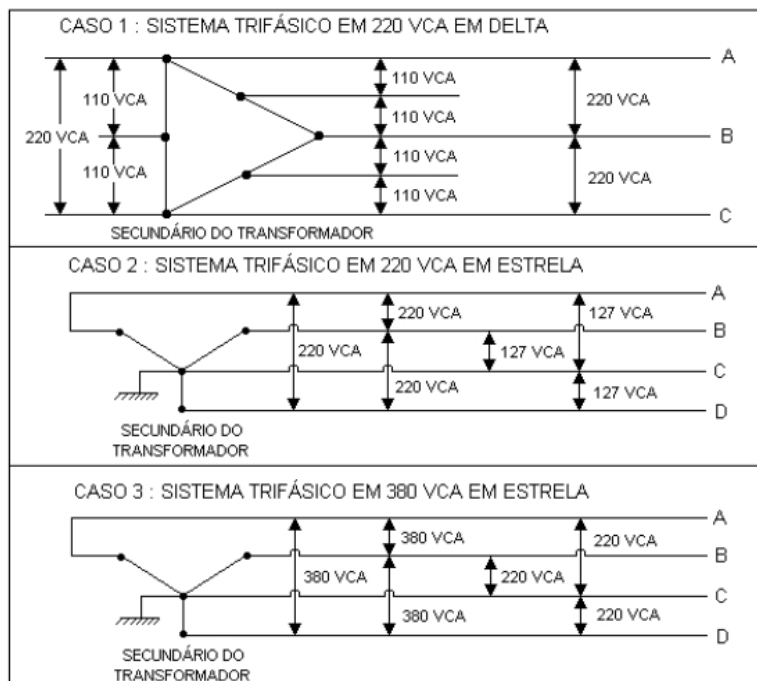 CASO 1 : SISTEMA TRIFÁSICO EM 220 VCA EM DELTA
A
110 VCA
110 VCA
220 VCA
110 VCA
220 VCA
B
110 VCA
110 VCA
220 VCA
110 VCA
C
SECUNDÁRIO DO TRANSFORMADOR
CASO 2 : SISTEMA TRIFÁSICO EM 220 VCA EM ESTRELA
A
220 VCA
127 VCA
B
220 VCA
127 VCA
C
220 VCA
127 VCA
D
SECUNDÁRIO DO
TRANSFORMADOR
CASO 3 : SISTEMA TRIFÁSICO EM 380 VCA EM ESTRELA
A
380 VCA
220 VCA
B
380 VCA
220 VCA
C
380 VCA
220 VCA
D
SECUNDÁRIO DO
TRANSFORMADOR